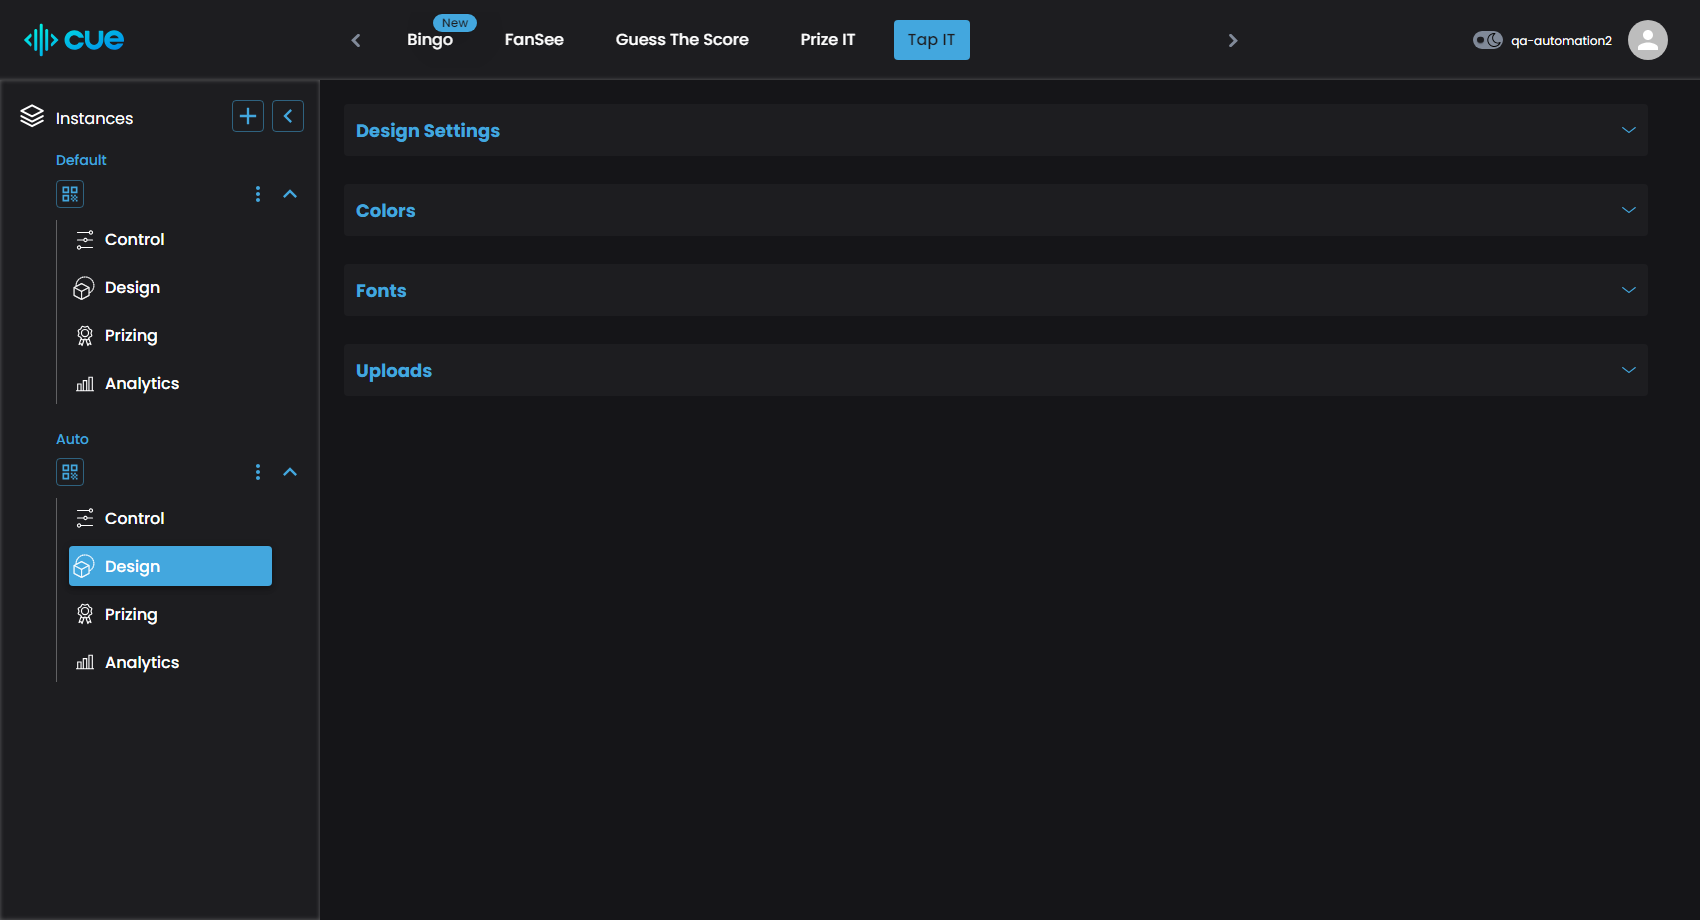 cue
New
Bingo
FanSee
Guess The Score
Prize IT
Tap IT
qa-automation2
Instances
Default
Control
Design
Prizing
Analytics
Auto
Control
Design
Prizing
Analytics
Design Settings
Colors
Fonts
Uploads